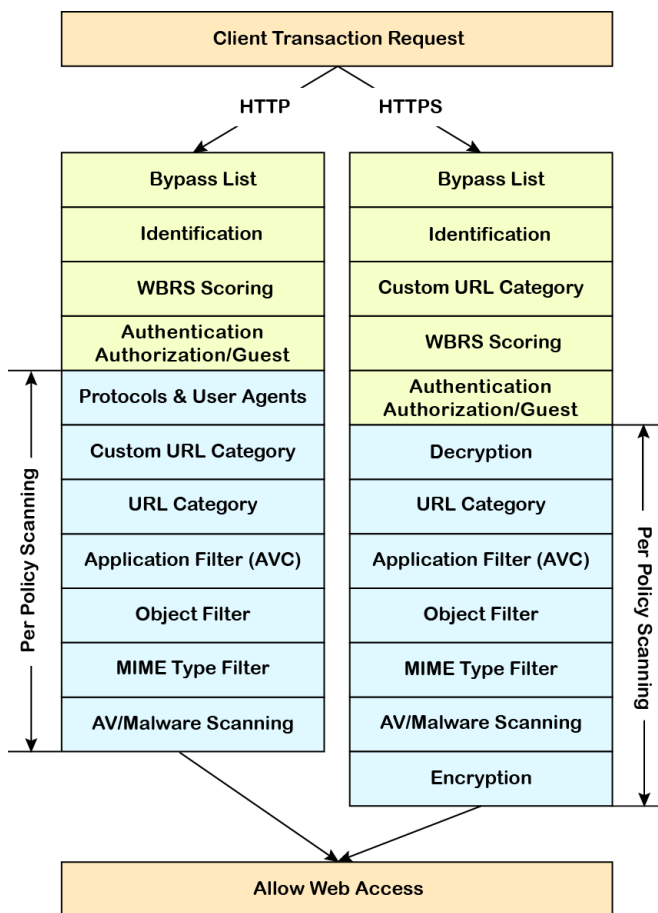 Client Transaction Request
HTTP
HTTPS
Bypass List
Identification
WBRS Scoring
Authentication
Authorization/Guest
Per Policy Scanning
Protocols & User Agents
Custom URL Category
URL Category
Application Filter (AVC)
Object Filter
MIME Type Filter
AV/Malware Scanning
Bypass List
Identification
Custom URL Category
WBRS Scoring
Authentication
Authorization/Guest
Decryption
URL Category
Application Filter (AVC)
Object Filter
MIME Type Filter
AV/Malware Scanning
Encryption
Per Policy Scanning
Allow Web Access